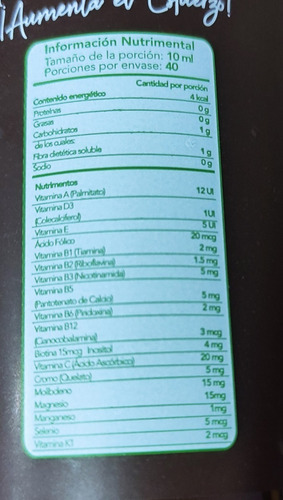 ¡Aumenta el Esfuerzo!
Información Nutrimental
Tamaño de la porción: 10 ml
Porciones por envase: 40
Cantidad por porción
Contenido energético 4 kcal
Proteínas 0 g
Grasas 0 g
Carbohidratos 1 g
de los cuales:
Fibra dietética soluble 1 g
Sodio 0 g
Nutrimentos
Vitamina A (Palmitato) 12 UI
Vitamina D3
(Colecalciferol) 1UI
Vitamina E 5 UI
Ácido Fólico 20 mcg
Vitamina B1 (Tiamina) 2 mg
Vitamina B2 (Riboflavina) 1.5 mg
Vitamina B3 (Nicotinamida) 5 mg
Vitamina B5
(Pantotenato de Calcio) 5 mg
Vitamina B6 (Piridoxina) 2 mg
Vitamina B12
(Cianocobalamina) 3 mcg
Biotina 15mcg Inositol 4 mg
Vitamina C (Ácido Ascórbico) 20 mg
Cromo (Quelato) 5 mg
Molibdeno 15 mg
Magnesio 15mg
Manganeso 1mg
Selenio 5 mcg
Vitamina K1 2 mcg